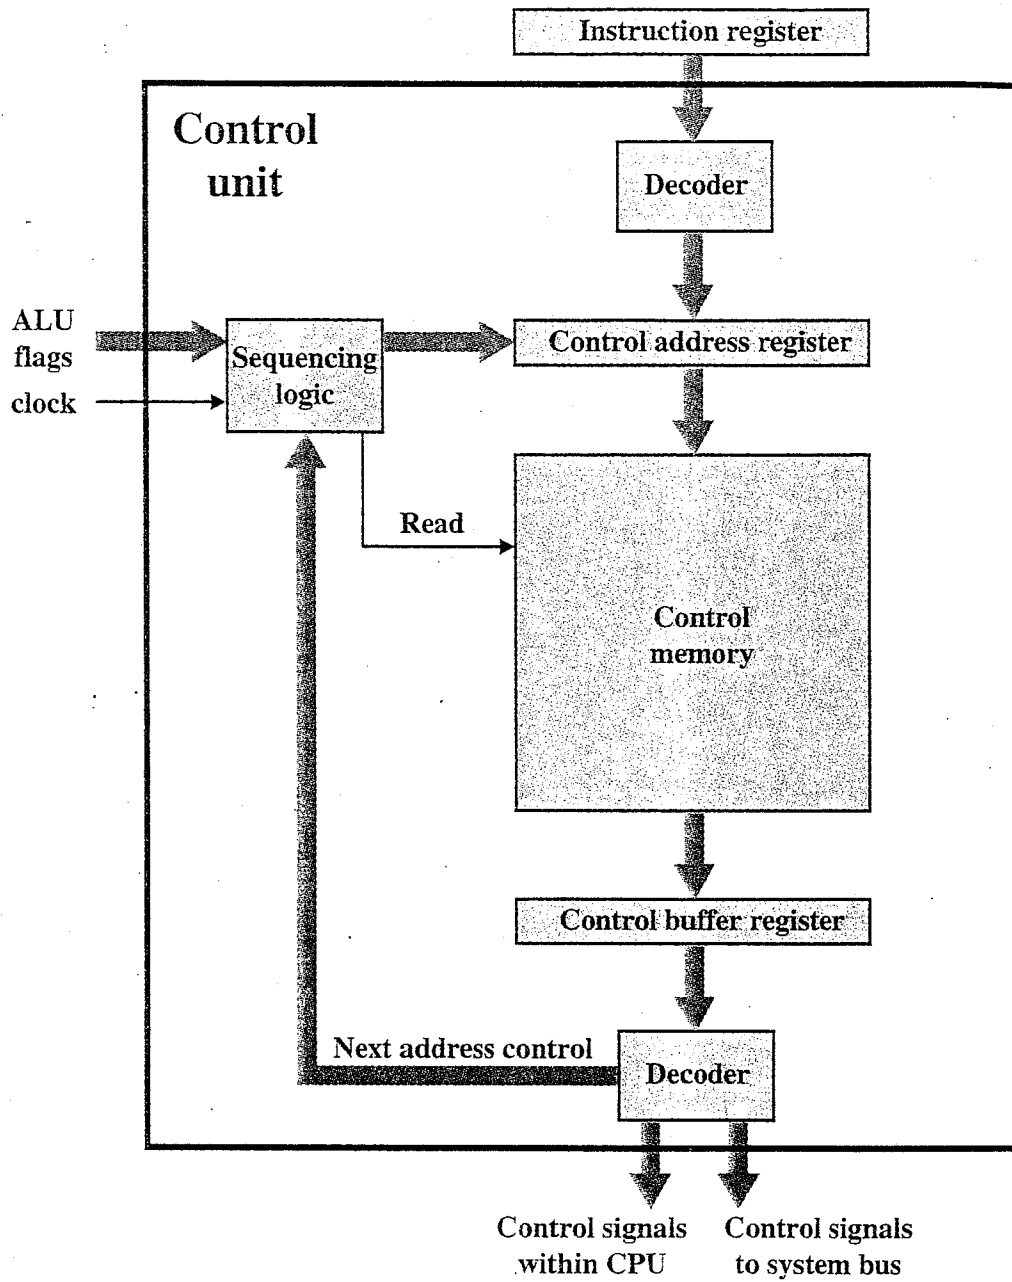 Instruction register
Control
unit
Decoder
ALU
flags
clock
Sequencing
logic
Control address register
Read
Control
memory
Control buffer register
Next address control
Decoder
Control signals
within CPU
Control signals
to system bus